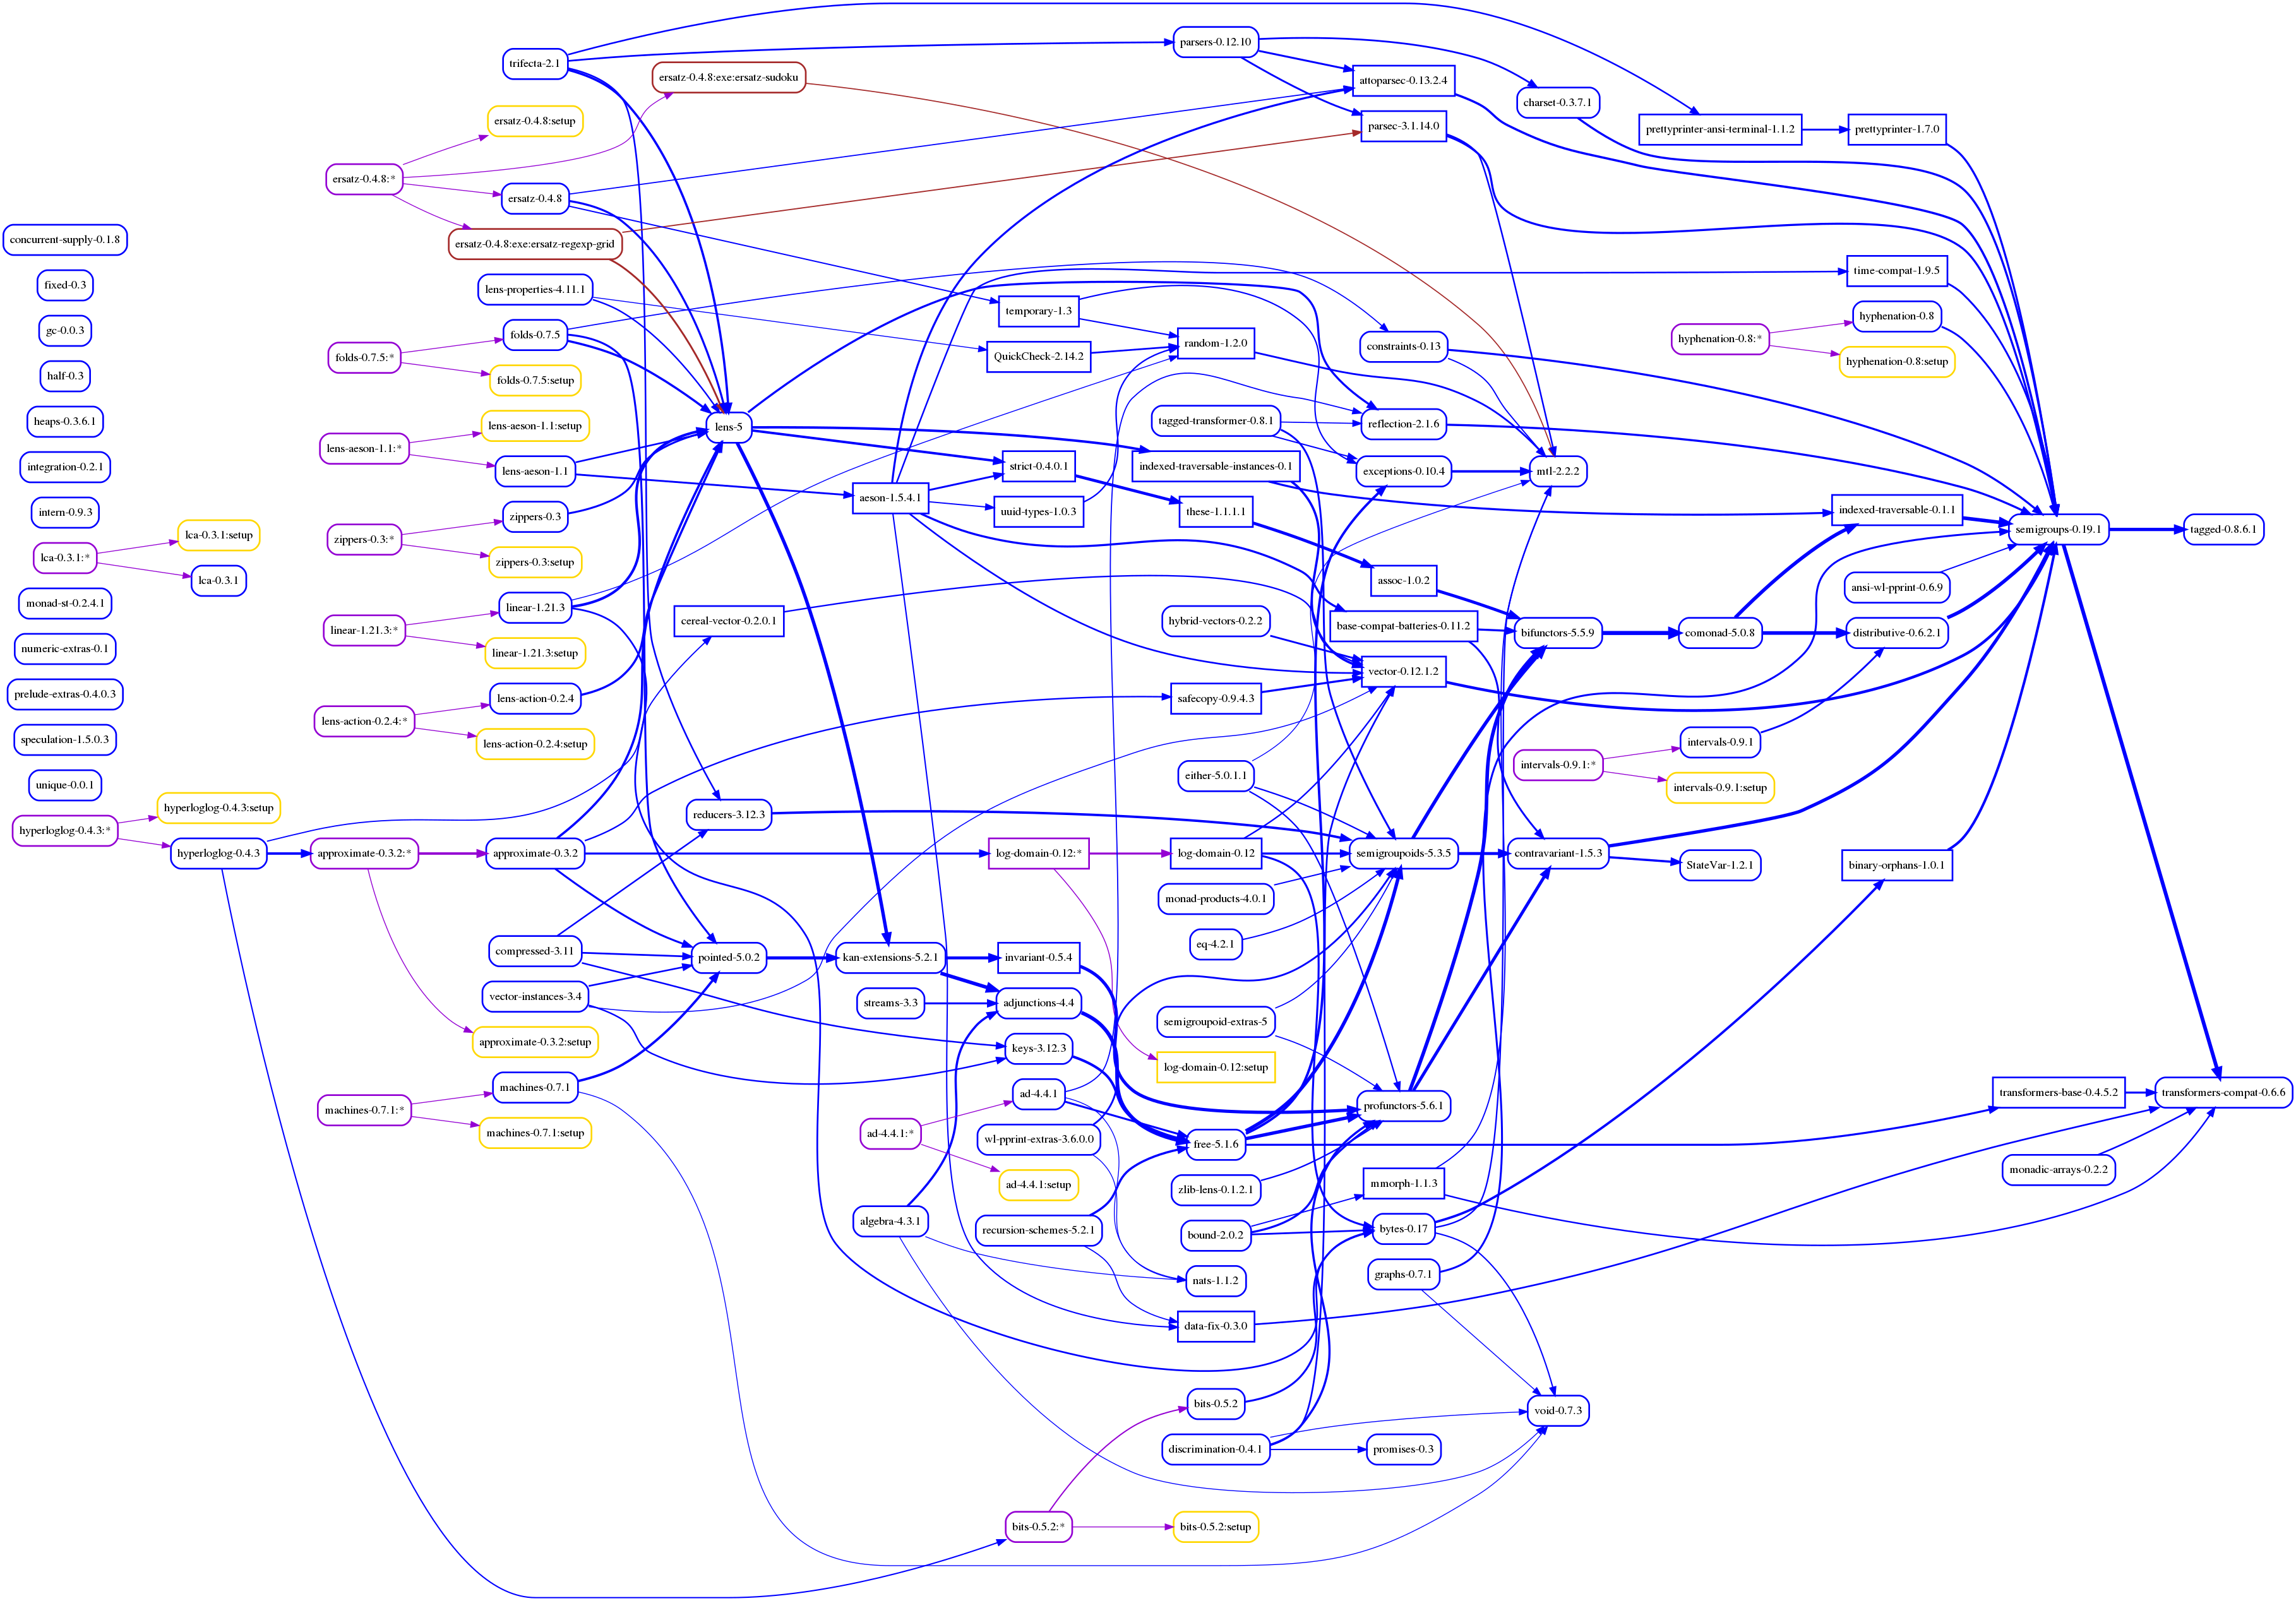 concurrent-supply-0.1.8
fixed-0.3
gc-0.0.3
half-0.3
heaps-0.3.6.1
integration-0.2.1
intern-0.9.3
lca-0.3.1:*
monad-st-0.2.4.1
numeric-extras-0.1
prelude-extras-0.4.0.3
speculation-1.5.0.3
unique-0.0.1
hyperloglog-0.4.3:*
lca-0.3.1:setup
lca-0.3.1
hyperloglog-0.4.3:setup
hyperloglog-0.4.3
ersatz-0.4.8:*
folds-0.7.5:*
lens-aeson-1.1:*
zippers-0.3:*
linear-1.21.3:*
lens-action-0.2.4:*
approximate-0.3.2:*
machines-0.7.1:*
trifecta-2.1
ersatz-0.4.8:setup
ersatz-0.4.8
ersatz-0.4.8:exe:ersatz-regexp-grid
lens-properties-4.11.1
folds-0.7.5
folds-0.7.5:setup
lens-aeson-1.1:setup
lens-aeson-1.1
zippers-0.3
zippers-0.3:setup
linear-1.21.3
linear-1.21.3:setup
lens-action-0.2.4
lens-action-0.2.4:setup
approximate-0.3.2
compressed-3.11
vector-instances-3.4
approximate-0.3.2:setup
machines-0.7.1
machines-0.7.1:setup
ersatz-0.4.8:exe:ersatz-sudoku
lens-5
cereal-vector-0.2.0.1
reducers-3.12.3
pointed-5.0.2
aeson-1.5.4.1
kan-extensions-5.2.1
streams-3.3
ad-4.4.1:*
algebra-4.3.1
temporary-1.3
QuickCheck-2.14.2
strict-0.4.0.1
uuid-types-1.0.3
log-domain-0.12:*
invariant-0.5.4
adjunctions-4.4
keys-3.12.3
ad-4.4.1
wl-pprint-extras-3.6.0.0
ad-4.4.1:setup
recursion-schemes-5.2.1
bits-0.5.2:*
parsers-0.12.10
random-1.2.0
tagged-transformer-0.8.1
indexed-traversable-instances-0.1
these-1.1.1.1
hybrid-vectors-0.2.2
safecopy-0.9.4.3
either-5.0.1.1
log-domain-0.12
monad-products-4.0.1
eq-4.2.1
semigroupoid-extras-5
log-domain-0.12:setup
free-5.1.6
zlib-lens-0.1.2.1
bound-2.0.2
nats-1.1.2
data-fix-0.3.0
bits-0.5.2
discrimination-0.4.1
bits-0.5.2:setup
attoparsec-0.13.2.4
parsec-3.1.14.0
constraints-0.13
reflection-2.1.6
exceptions-0.10.4
assoc-1.0.2
base-compat-batteries-0.11.2
vector-0.12.1.2
semigroupoids-5.3.5
profunctors-5.6.1
mmorph-1.1.3
bytes-0.17
graphs-0.7.1
promises-0.3
charset-0.3.7.1
mtl-2.2.2
bifunctors-5.5.9
intervals-0.9.1:*
contravariant-1.5.3
void-0.7.3
prettyprinter-ansi-terminal-1.1.2
hyphenation-0.8:*
comonad-5.0.8
intervals-0.9.1
intervals-0.9.1:setup
StateVar-1.2.1
prettyprinter-1.7.0
time-compat-1.9.5
hyphenation-0.8
hyphenation-0.8:setup
indexed-traversable-0.1.1
ansi-wl-pprint-0.6.9
distributive-0.6.2.1
binary-orphans-1.0.1
semigroups-0.19.1
transformers-base-0.4.5.2
monadic-arrays-0.2.2
tagged-0.8.6.1
transformers-compat-0.6.6